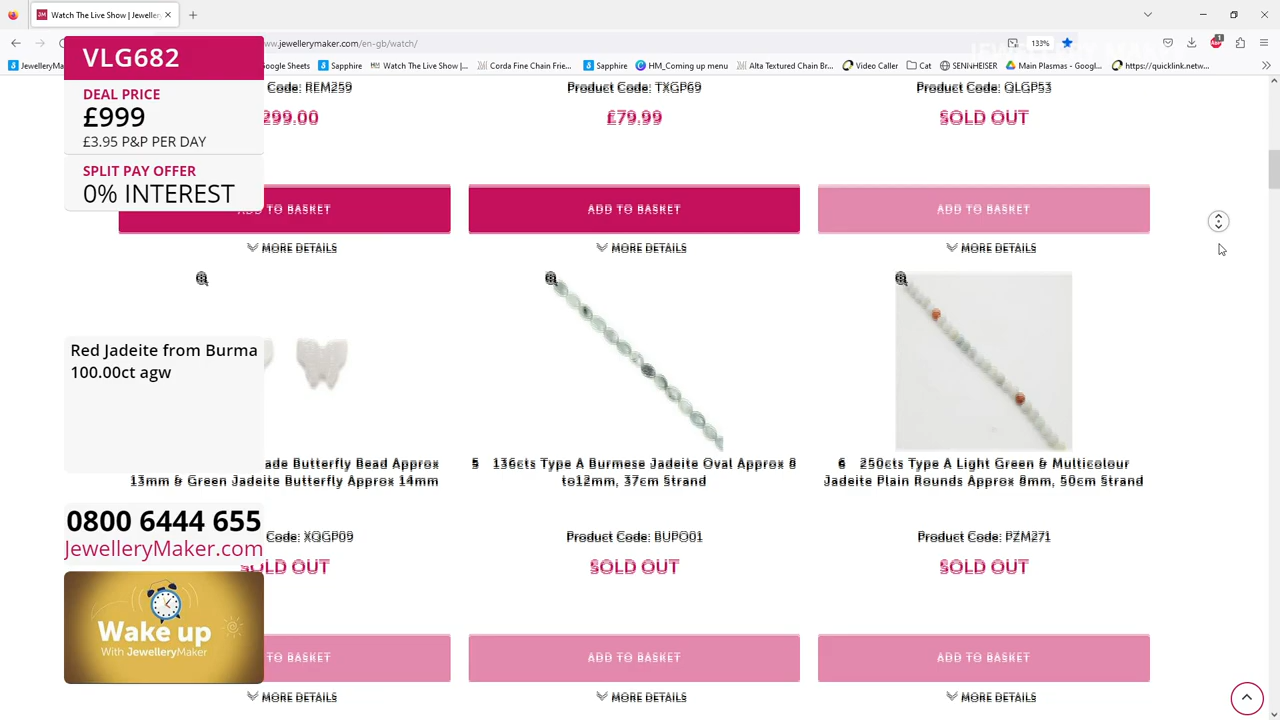 Watch The Live Show | Jeweller
ww.jewellerymaker.com/en-gb/watch/
133%
1
JewelleryMa
Google Sheets
Sapphire
Watch The Live Show |...
Corda Fine Chain Frie...
Sapphire
HM_Coming up menu
Alta Textured Chain Br...
Video Caller
Cat
SENNHEISER
Main Plasmas - Googl...
https://quicklink.netw...
VLG682
DEAL PRICE
£999
£3.95 P&P PER DAY
SPLIT PAY OFFER
0% INTEREST
Code: REM259
Product Code: TXGP69
Product Code: QLGP53
299.00
£79.99
SOLD OUT
ADD TO BASKET
ADD TO BASKET
ADD TO BASKET
MORE DETAILS
MORE DETAILS
MORE DETAILS
Red Jadeite from Burma
100.00ct agw
ade Butterfly Bead Approx
13mm & Green Jadeite Butterfly Approx 14mm
5 136cts Type A Burmese Jadeite Oval Approx 8
to12mm, 37cm Strand
6 250cts Type A Light Green & Multicolour
Jadeite Plain Rounds Approx 8mm, 50cm Strand
Code: XQGP09
Product Code: BUPO01
Product Code: PZM271
SOLD OUT
SOLD OUT
SOLD OUT
0800 6444 655
JewelleryMaker.com
Wake up
With JewelleryMaker
TO BASKET
ADD TO BASKET
ADD TO BASKET
MORE DETAILS
MORE DETAILS
MORE DETAILS